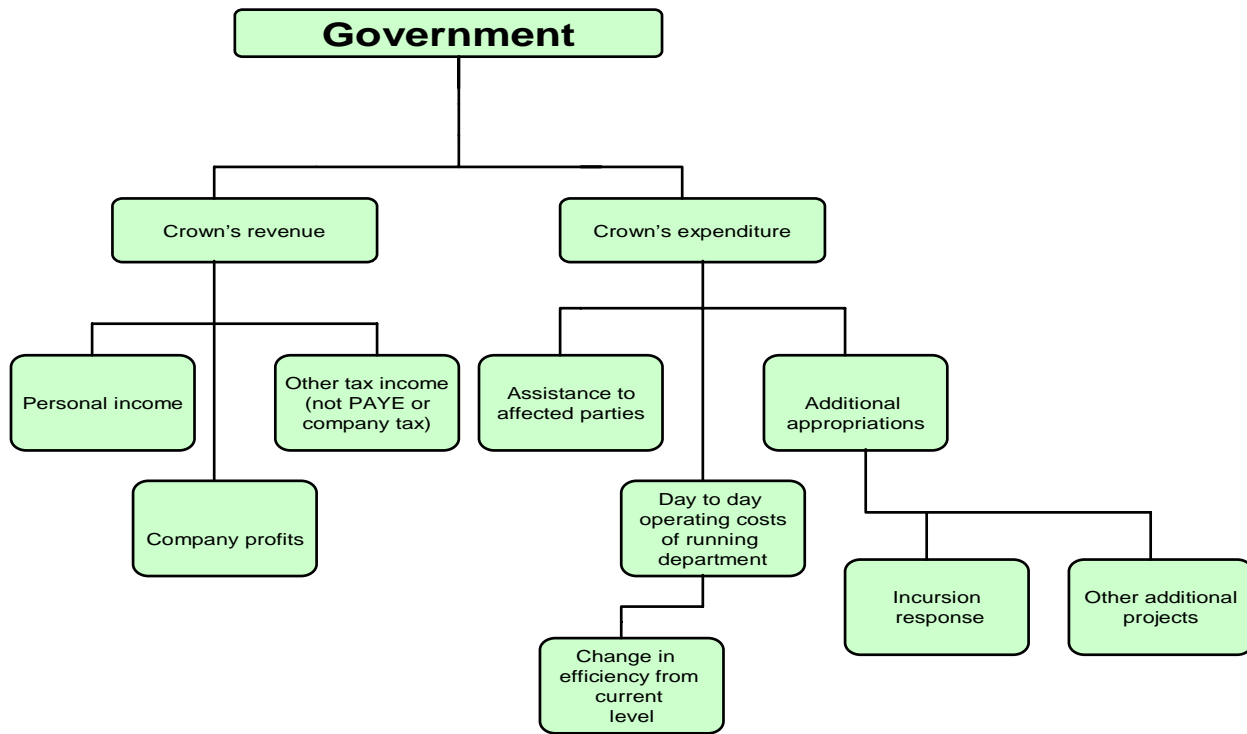 Government
Crown's revenue
Crown's expenditure
Personal income
Other tax income
(not PAYE or
company tax)
Assistance to
affected parties
Additional
appropriations
Company profits
Day to day
operating costs
of running
department
Incursion
response
Other additional
projects
Change in
efficiency from
current
level